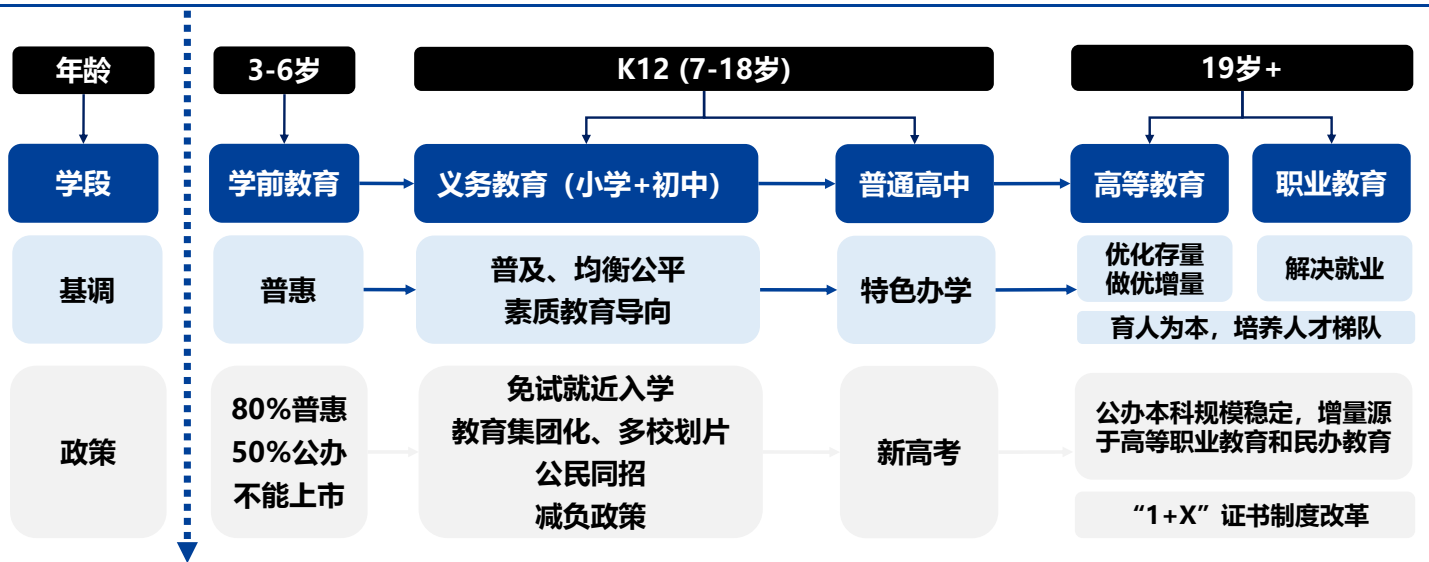 年龄
3-6岁
K12 (7-18岁)
19岁+
学段
学前教育
义务教育（小学+初中）
普通高中
高等教育
职业教育
基调
普惠
普及、均衡公平
素质教育导向
特色办学
优化存量
做优增量
解决就业
育人为本，培养人才梯队
政策
80%普惠
50%公办
不能上市
免试就近入学
教育集团化、多校划片
公民同招
减负政策
新高考
公办本科规模稳定，增量源
于高等职业教育和民办教育
“1+X”证书制度改革